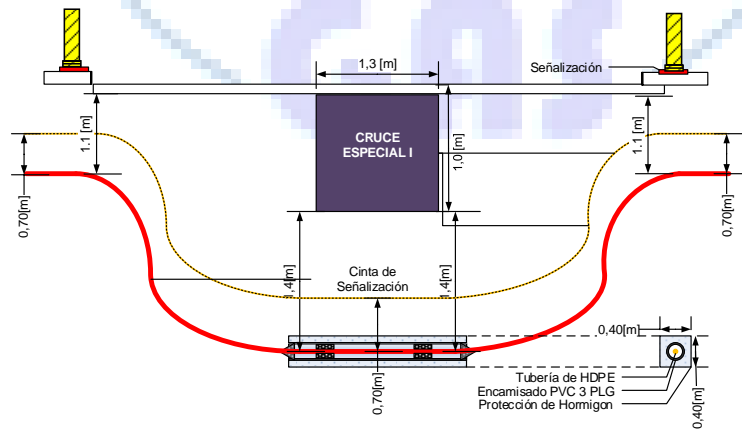 GAS
1,3 [m]
Señalización
1.1 [m]
CRUCE
ESPECIAL I
1,0[m]
1.1 [m]
0,70[m]
0,70[m]
Cinta de
Señalización
1,4[m]
1,4[m]
0,40[m]
0,70[m]
Tubería de HDPE
Encamisado PVC 3 PLG
Protección de Hormigon
0,40[m]